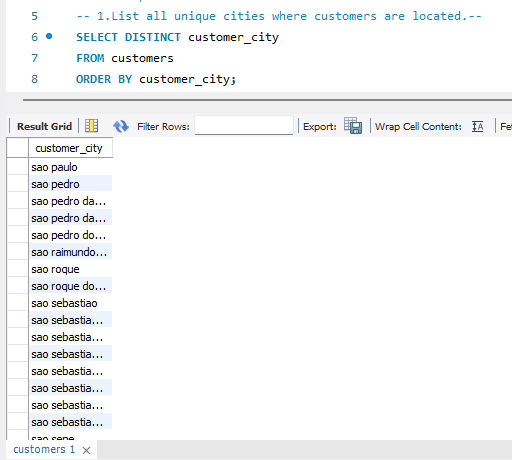 5 -- 1.List all unique cities where customers are located.--
6 SELECT DISTINCT customer_city
7 FROM customers
8 ORDER BY customer_city;
Result Grid Filter Rows: Export: Wrap Cell Content: Fet
customer_city
sao paulo
sao pedro
sao pedro da...
sao pedro da...
sao pedro do...
sao raimundo...
sao roque
sao roque do...
sao sebastiao
sao sebastia...
sao sebastia...
sao sebastia...
sao sebastia...
sao sebastia...
sao sebastia...
sao sebastia...
sao sepe
customers 1